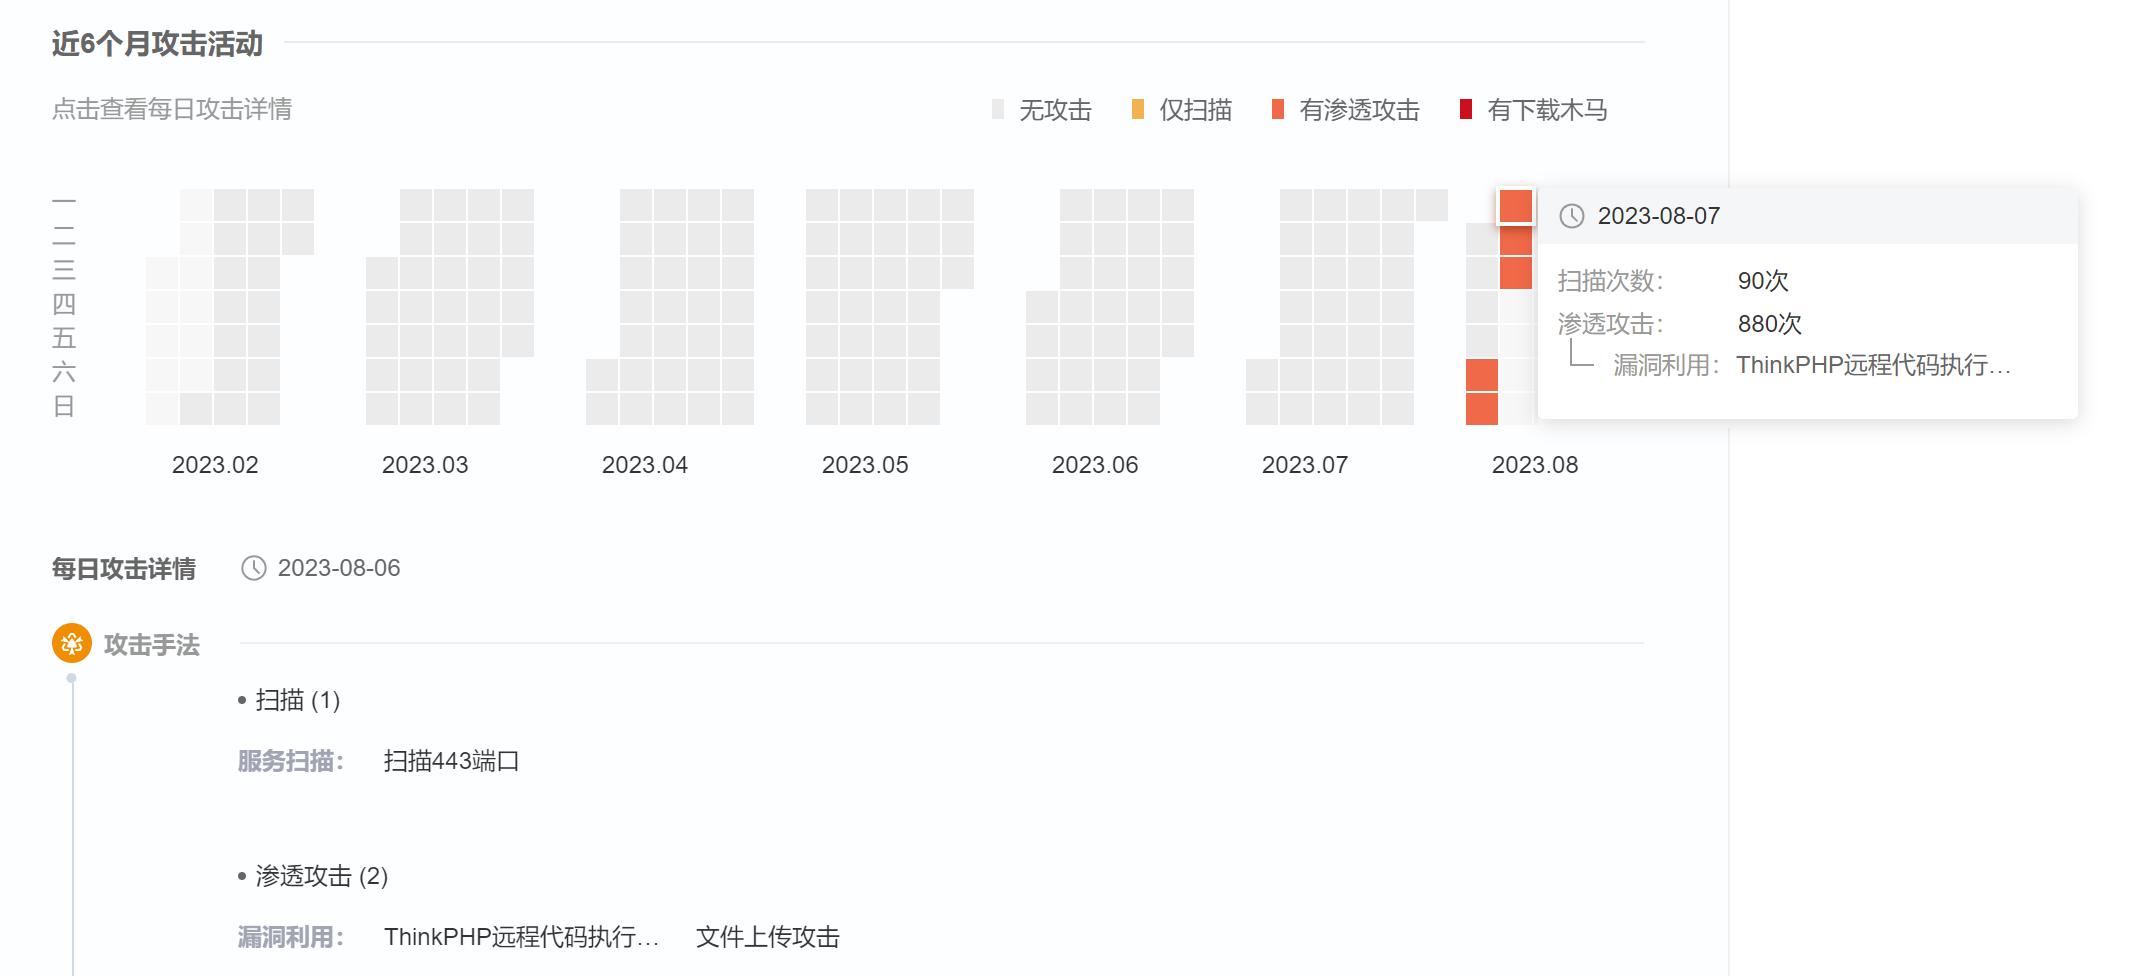 近6个月攻击活动
点击查看每日攻击详情
无攻击 仅扫描 有渗透攻击 有下载木马
一
二
三
四
五
六
日
2023-08-07
扫描次数： 90次
渗透攻击： 880次
漏洞利用： ThinkPHP远程代码执行…
2023.02 2023.03 2023.04 2023.05 2023.06 2023.07 2023.08
每日攻击详情 2023-08-06
攻击手法
• 扫描 (1)
服务扫描： 扫描443端口
• 渗透攻击 (2)
漏洞利用： ThinkPHP远程代码执行… 文件上传攻击